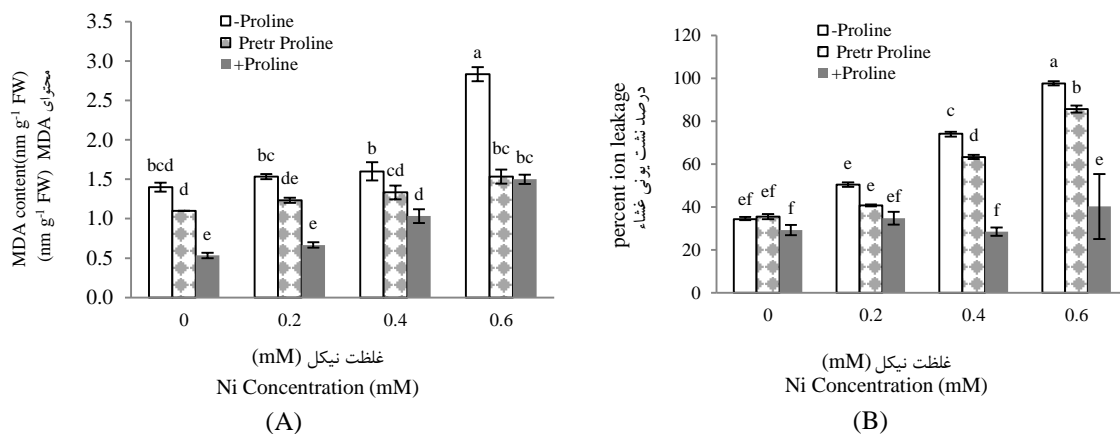 3.5
3.0
2.5
2.0
1.5
1.0
0.5
0.0
MDA content(nm g-1 FW)
(nm g-1 FW) MDA محتوای
-Proline
Pretr Proline
+Proline
bcd d e
bc de e
b cd d
a bc bc
0 0.2 0.4 0.6
غلظت نیکل (mM)
Ni Concentration (mM)
(A)
120
100
80
60
40
20
0
percent ion leakage
درصد نشت یونی غشاء
-Proline
Pretr Proline
+Proline
ef ef f
e e ef
c d f
a b e
0 0.2 0.4 0.6
غلظت نیکل (mM)
Ni Concentration (mM)
(B)